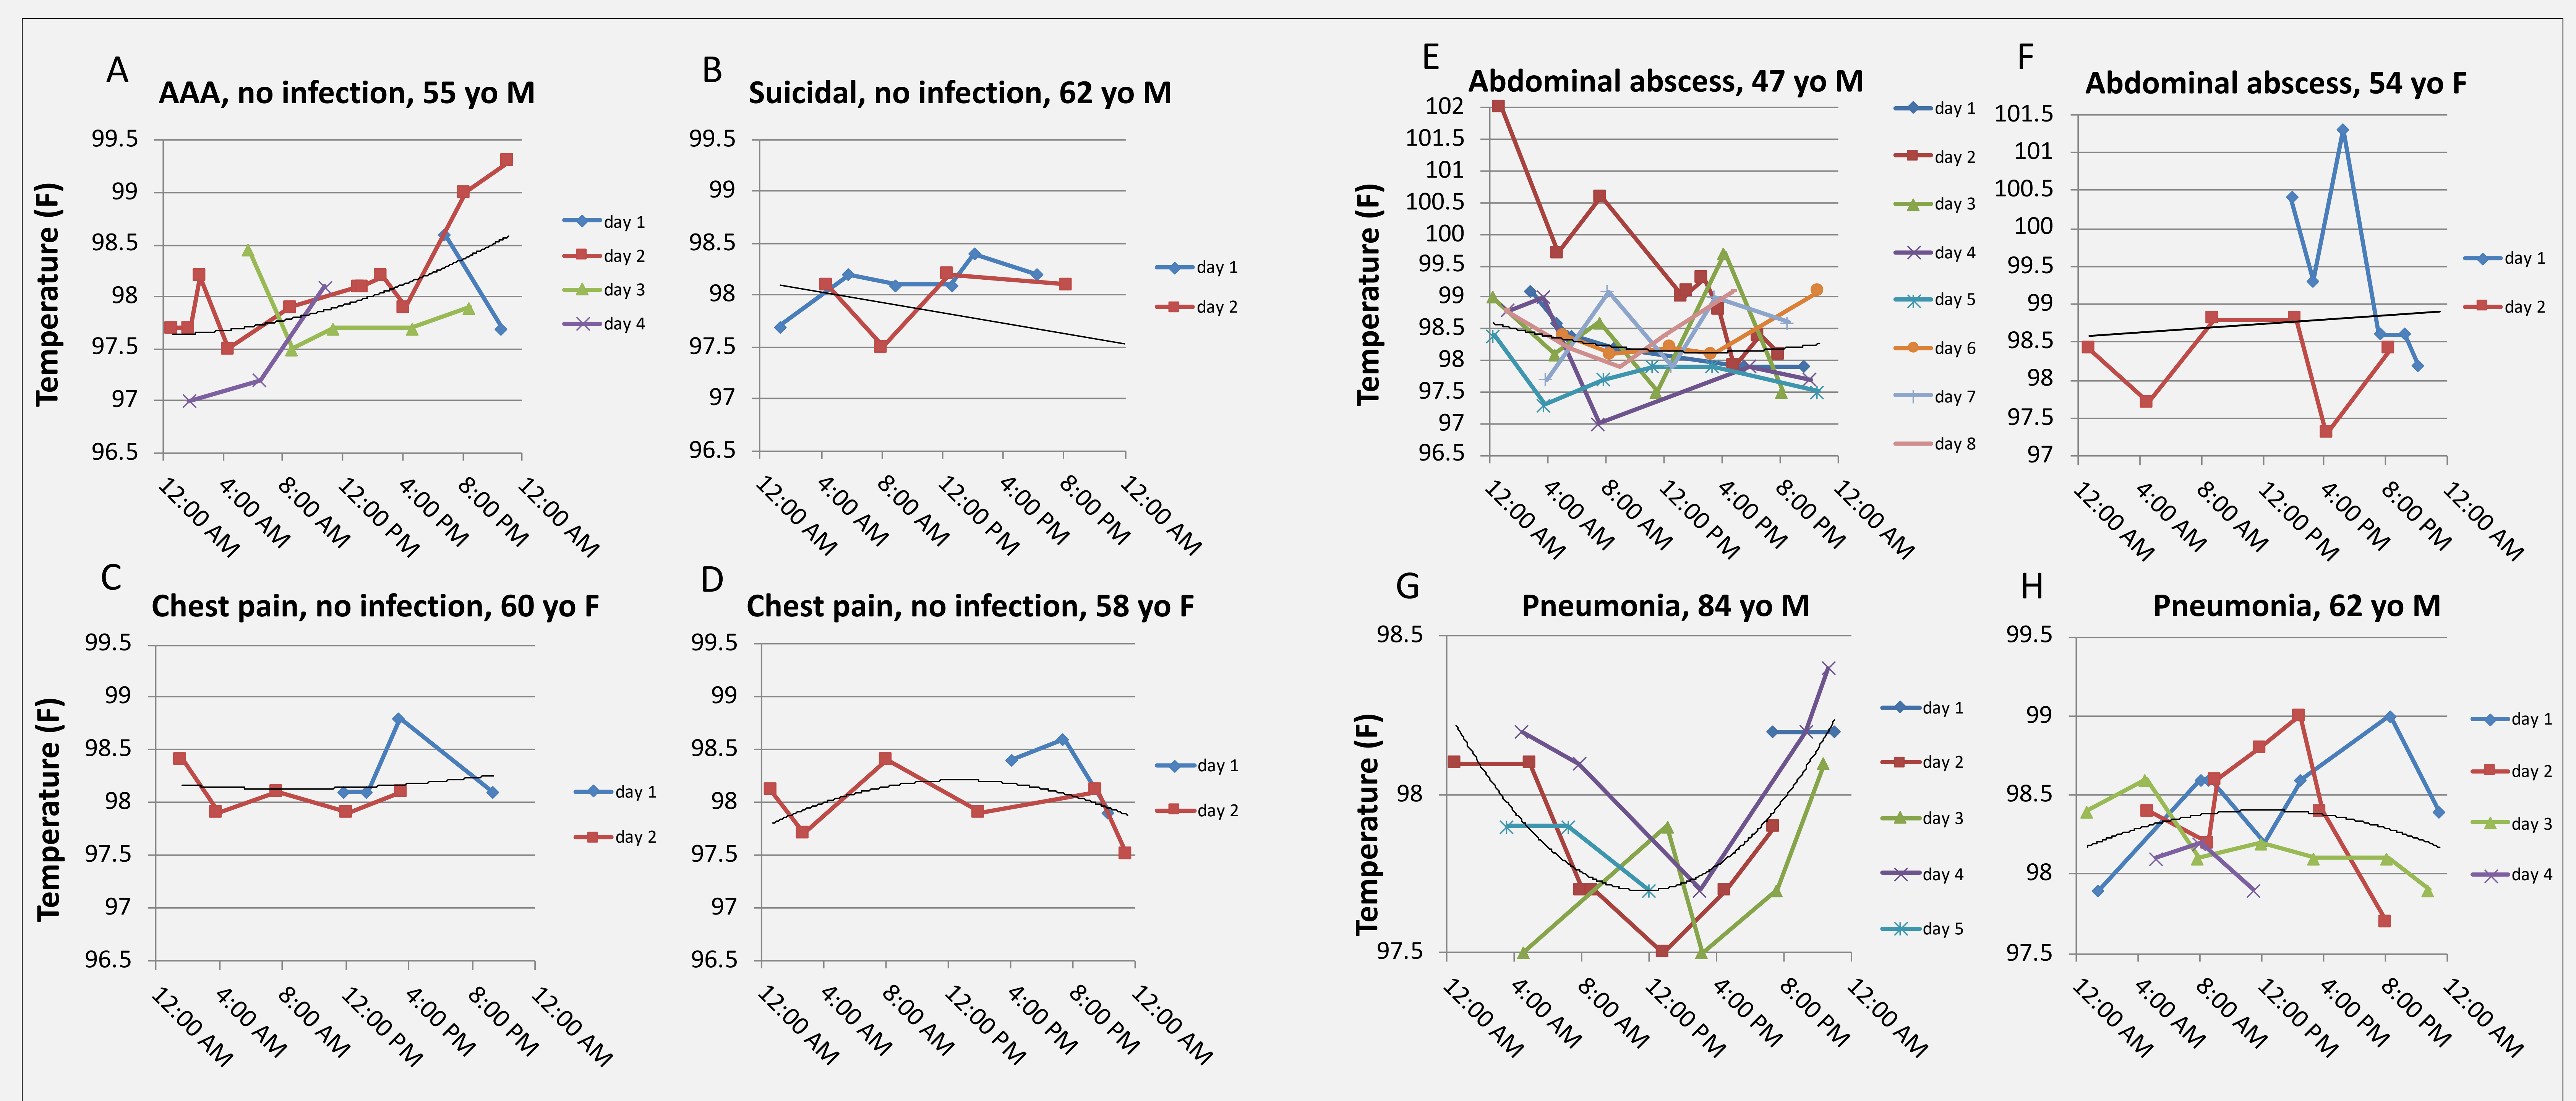 A
AAA, no infection, 55 yo M
Temperature (F)
99.5
99
98.5
98
97.5
97
96.5
12:00 AM
4:00 AM
8:00 AM
12:00 PM
4:00 PM
8:00 PM
12:00 AM
day 1
day 2
day 3
day 4
B
Suicidal, no infection, 62 yo M
99.5
99
98.5
98
97.5
97
96.5
12:00 AM
4:00 AM
8:00 AM
12:00 PM
4:00 PM
8:00 PM
12:00 AM
day 1
day 2
E
Abdominal abscess, 47 yo M
Temperature (F)
102
101.5
101
100.5
100
99.5
99
98.5
98
97.5
97
96.5
12:00 AM
4:00 AM
8:00 AM
12:00 PM
4:00 PM
8:00 PM
12:00 AM
day 1
day 2
day 3
day 4
day 5
day 6
day 7
day 8
F
Abdominal abscess, 54 yo F
101.5
101
100.5
100
99.5
99
98.5
98
97.5
97
12:00 AM
4:00 AM
8:00 AM
12:00 PM
4:00 PM
8:00 PM
12:00 AM
day 1
day 2
C
Chest pain, no infection, 60 yo F
Temperature (F)
99.5
99
98.5
98
97.5
97
96.5
12:00 AM
4:00 AM
8:00 AM
12:00 PM
4:00 PM
8:00 PM
12:00 AM
day 1
day 2
D
Chest pain, no infection, 58 yo F
99.5
99
98.5
98
97.5
97
96.5
12:00 AM
4:00 AM
8:00 AM
12:00 PM
4:00 PM
8:00 PM
12:00 AM
day 1
day 2
G
Pneumonia, 84 yo M
Temperature (F)
98.5
98
97.5
12:00 AM
4:00 AM
8:00 AM
12:00 PM
4:00 PM
8:00 PM
12:00 AM
day 1
day 2
day 3
day 4
day 5
H
Pneumonia, 62 yo M
99.5
99
98.5
98
97.5
12:00 AM
4:00 AM
8:00 AM
12:00 PM
4:00 PM
8:00 PM
12:00 AM
day 1
day 2
day 3
day 4